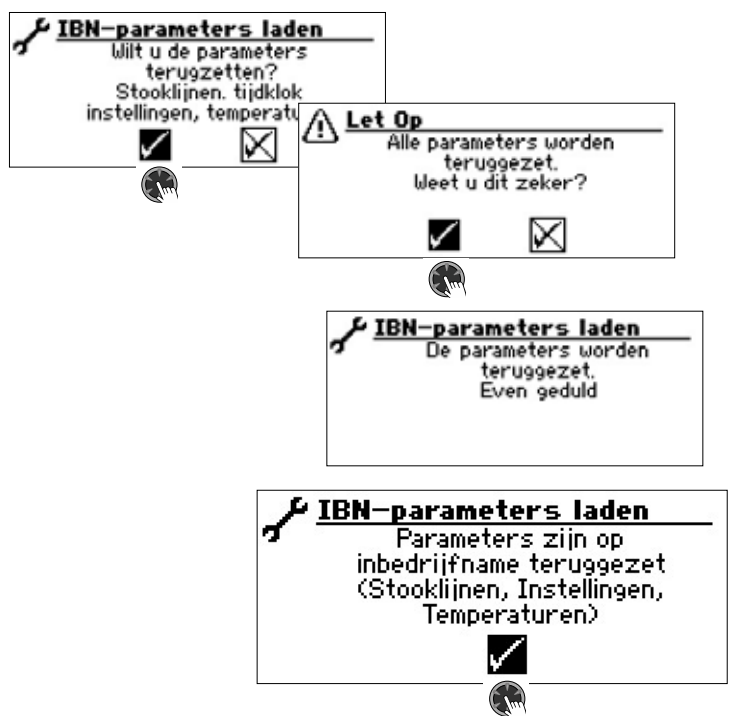 IBN-parameters laden
Wilt u de parameters
terugzetten?
Stooklijnen. tijdklok
instellingen, temperatu
Let Op
Alle parameters worden
teruggezet.
Weet u dit zeker?
IBN-parameters laden
De parameters worden
teruggezet.
Even geduld
IBN-parameters laden
Parameters zijn op
inbedrijfname teruggezet
(Stooklijnen, Instellingen,
Temperaturen)